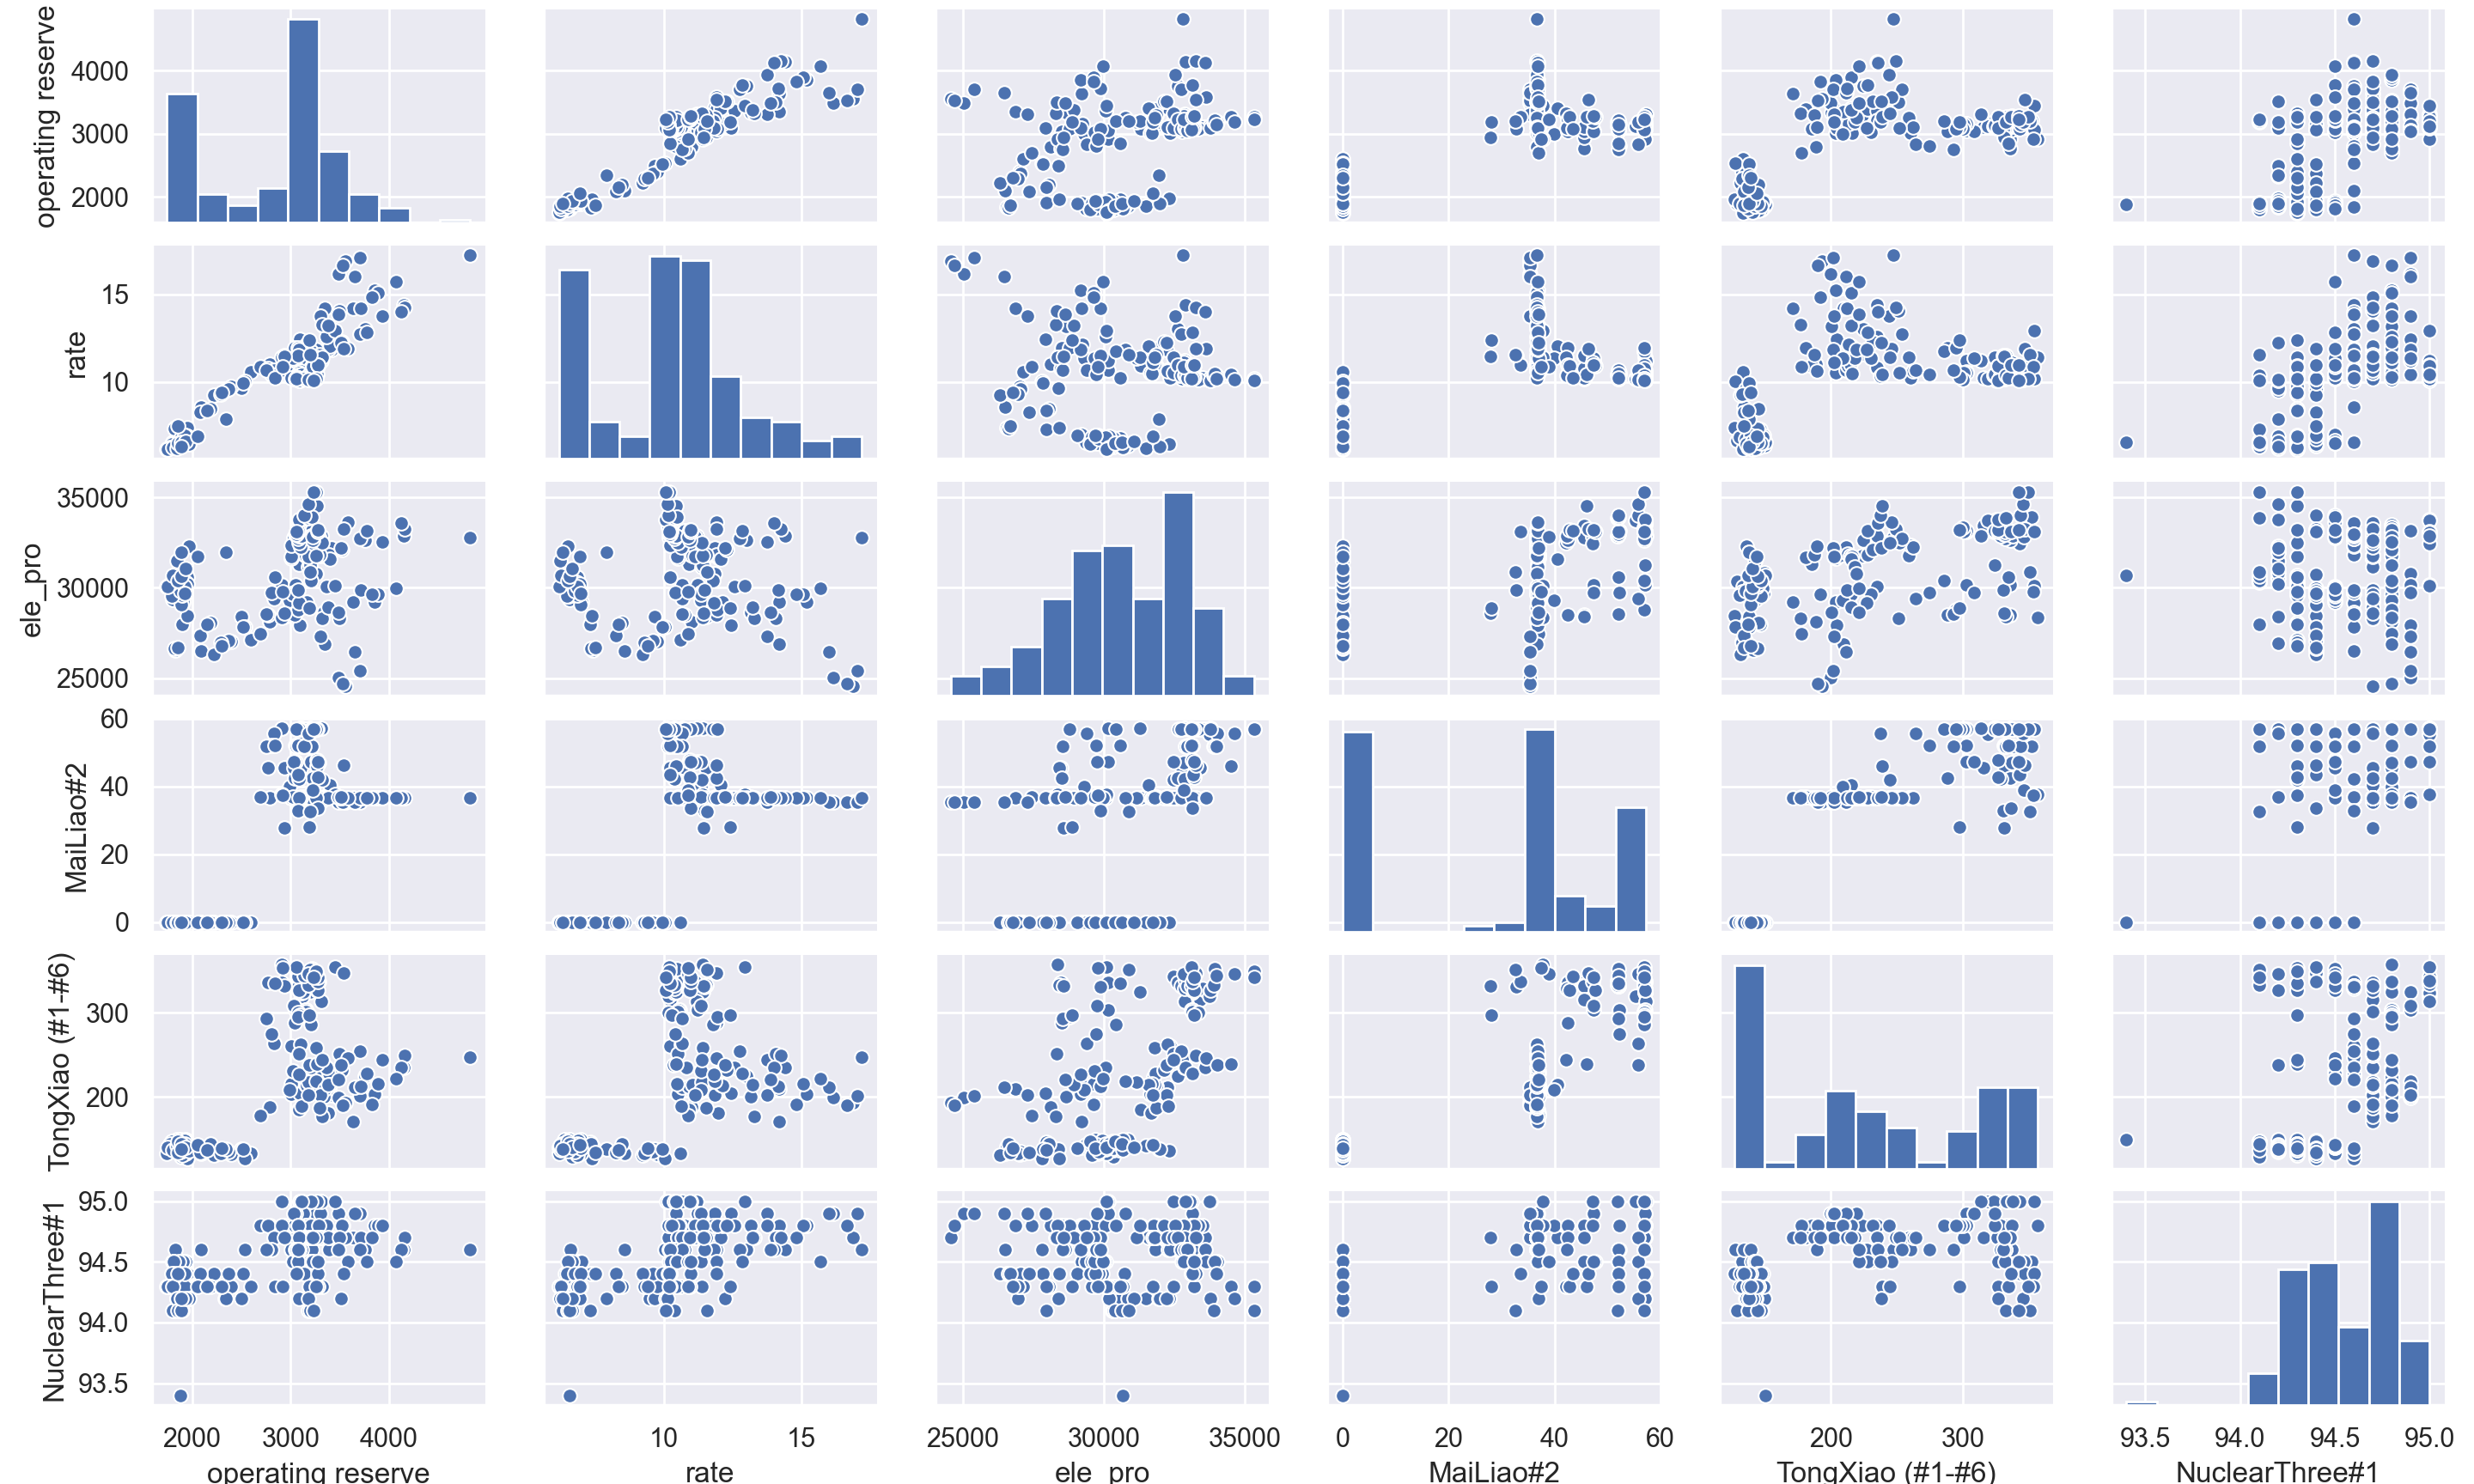 operating reserve
4000
3000
2000
rate
15
10
ele_pro
35000
30000
25000
MaiLiao#2
60
40
20
0
TongXiao (#1-#6)
300
200
NuclearThree#1
95.0
94.5
94.0
93.5
2000 3000 4000 10 15 25000 30000 35000 0 20 40 60 200 300 93.5 94.0 94.5 95.0
operating reserve rate ele_pro MaiLiao#2 TongXiao (#1-#6) NuclearThree#1